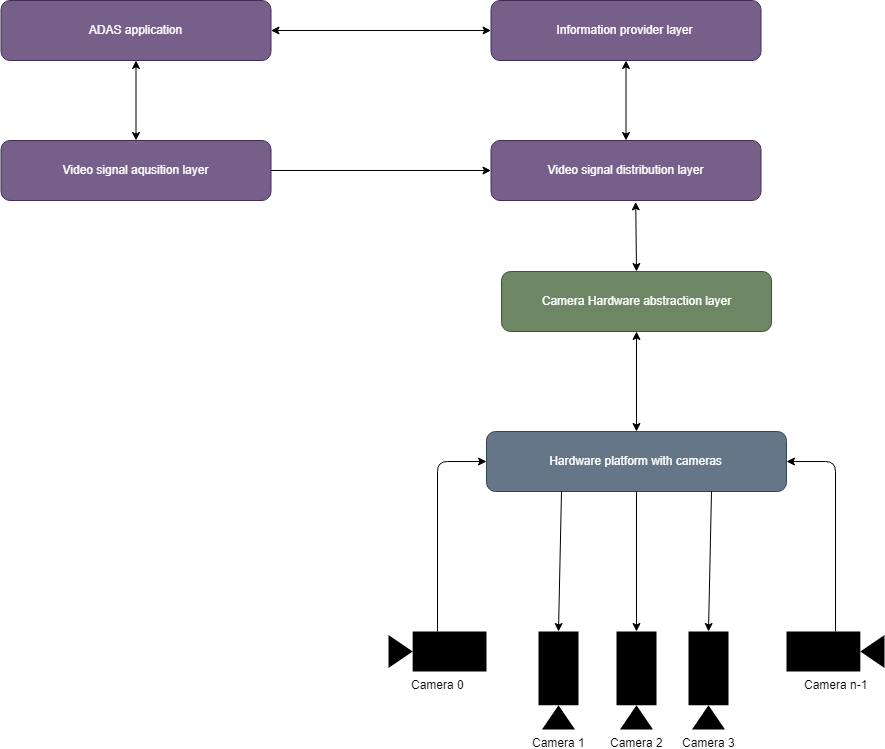 ADAS application
Information provider layer
Video signal aqusition layer
Video signal distribution layer
Camera Hardware abstraction layer
Hardware platform with cameras
Camera 0
Camera n-1
Camera 1
Camera 2
Camera 3